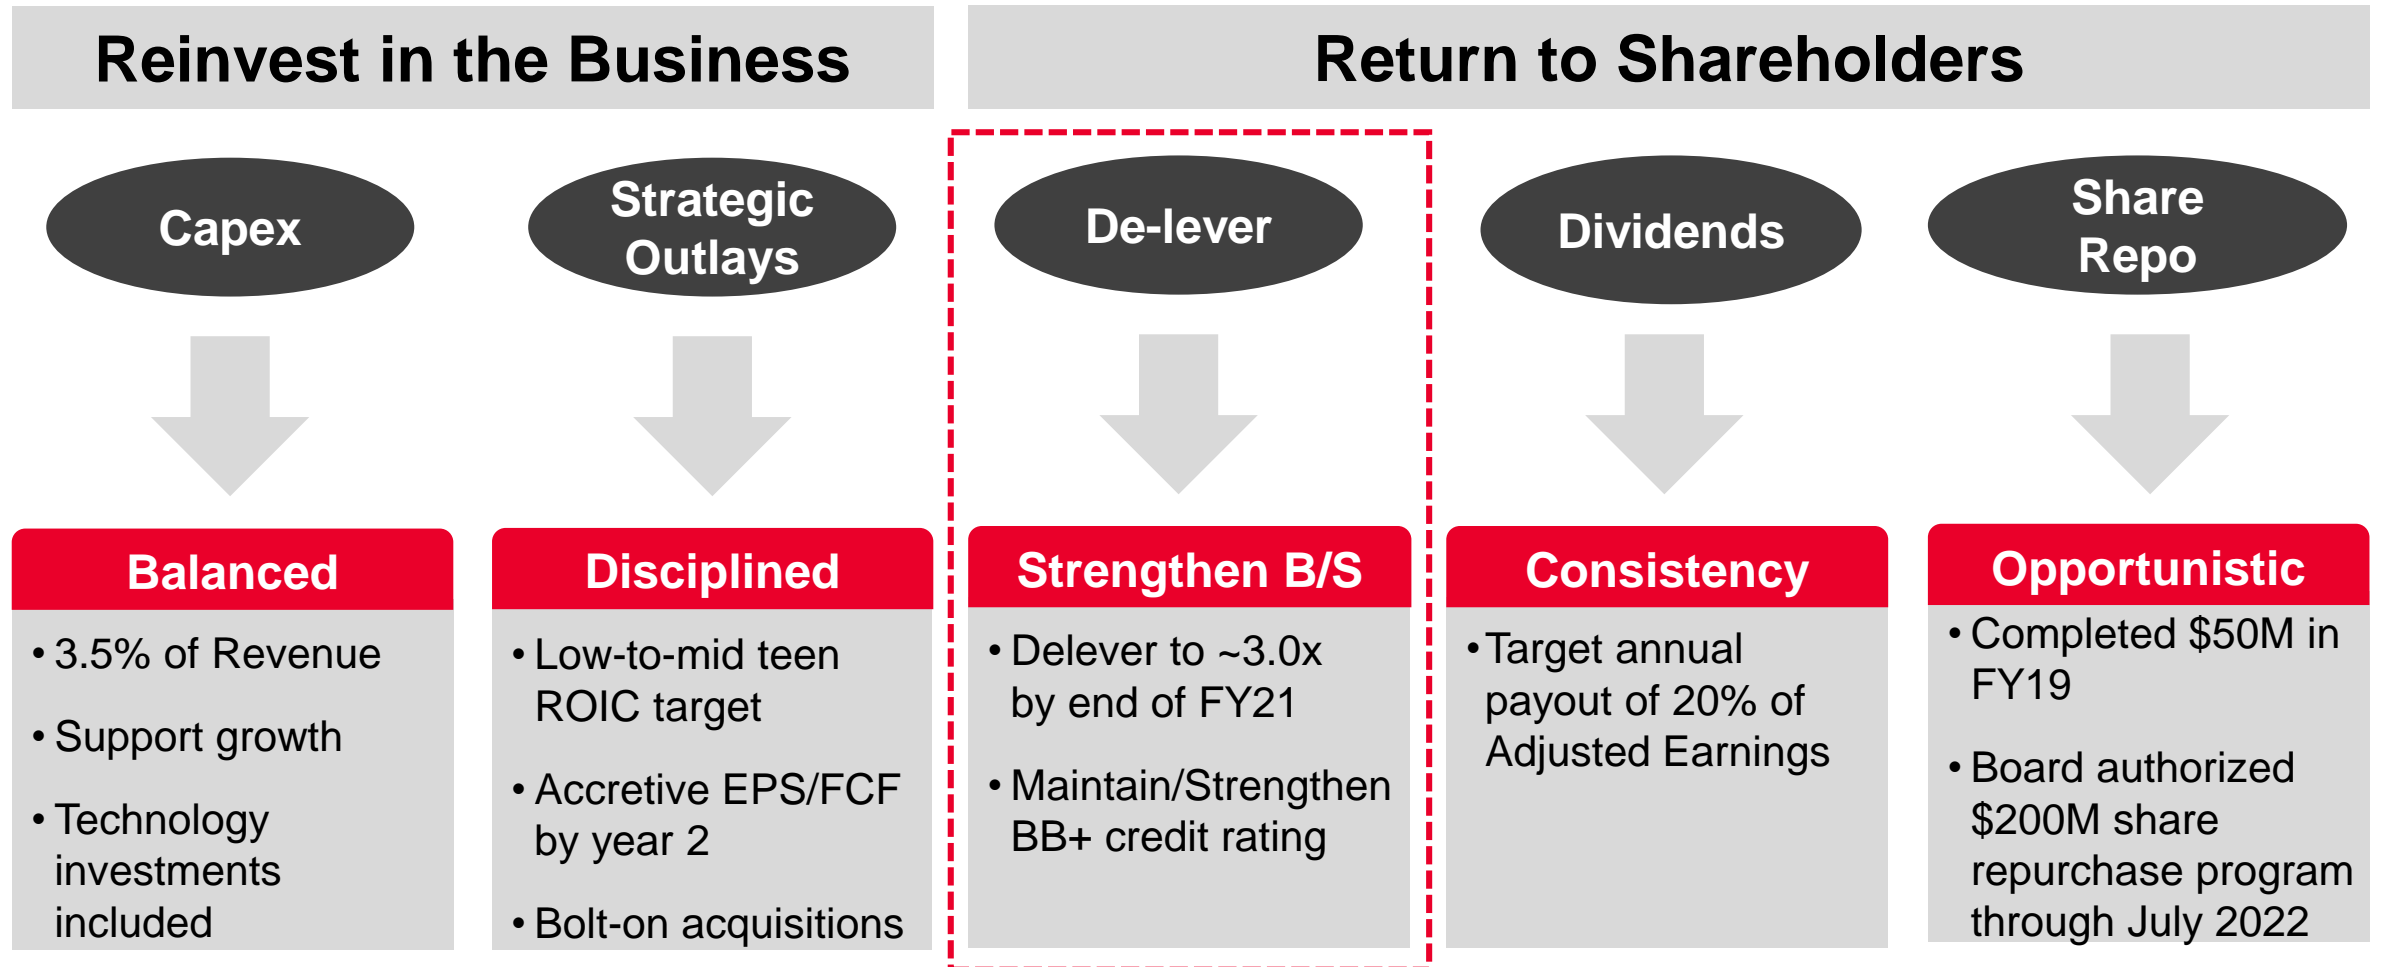 Reinvest in the Business
Return to Shareholders
Capex
Strategic
Outlays
De-lever
Dividends
Share
Repo
Balanced
• 3.5% of Revenue
• Support growth
• Technology
investments
included
Disciplined
• Low-to-mid teen
ROIC target
• Accretive EPS/FCF
by year 2
• Bolt-on acquisitions
Strengthen B/S
• Delever to ~3.0x
by end of FY21
• Maintain/Strengthen
BB+ credit rating
Consistency
• Target annual
payout of 20% of
Adjusted Earnings
Opportunistic
• Completed $50M in
FY19
• Board authorized
$200M share
repurchase program
through July 2022